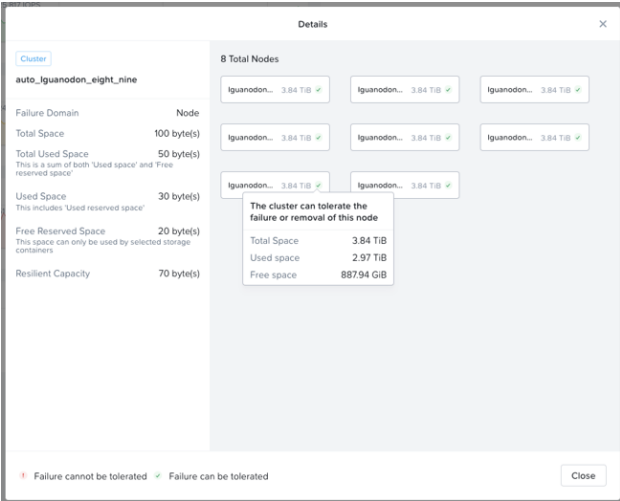 Details
Cluster
auto_Iguanodon_eight_nine
Failure Domain Node
Total Space 100 byte(s)
Total Used Space 50 byte(s)
This is a sum of both 'Used space' and 'Free
reserved space'
Used Space 30 byte(s)
This includes 'Used reserved space'
Free Reserved Space 20 byte(s)
This space can only be used by selected storage
containers
Resilient Capacity 70 byte(s)
8 Total Nodes
Iguanodon... 3.84 TiB Iguanodon... 3.84 TiB Iguanodon... 3.84 TiB
Iguanodon... 3.84 TiB Iguanodon... 3.84 TiB Iguanodon... 3.84 TiB
Iguanodon... 3.84 TiB Iguanodon... 3.84 TiB
The cluster can tolerate the
failure or removal of this node
Total Space 3.84 TiB
Used space 2.97 TiB
Free space 887.94 GiB
Failure cannot be tolerated Failure can be tolerated
Close